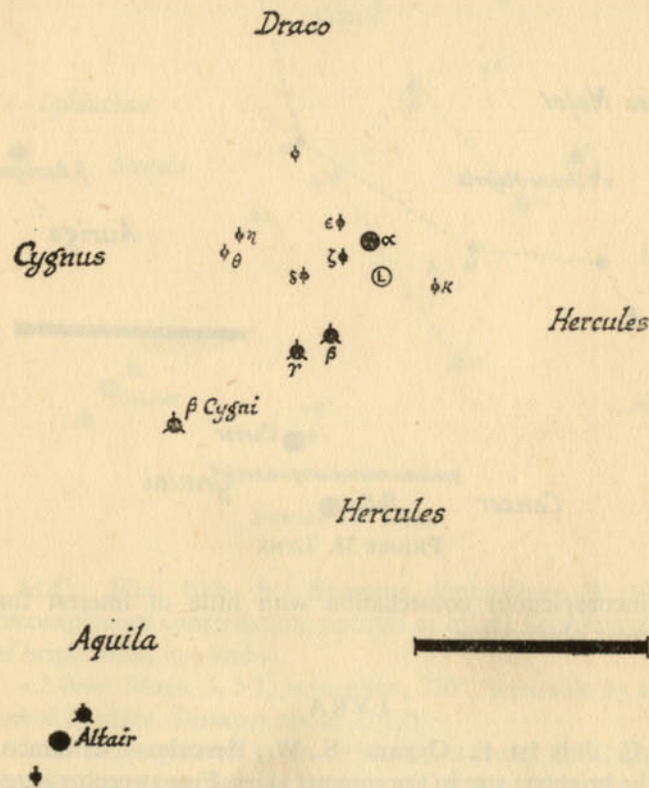 Draco
ε α
η
Cygnus
θ
ζ
δ
L
κ
Hercules
β
γ
β Cygni
Hercules
Aquila
Altair